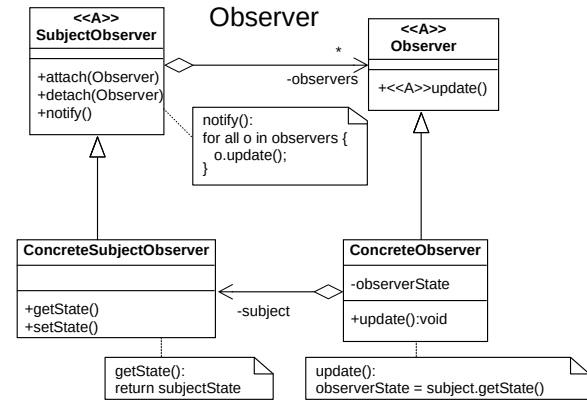 Observer
<<A>>
SubjectObserver
+attach(Observer)
+detach(Observer)
+notify()
*
-observers
<<A>>
Observer
+<<A>>update()
notify():
for all o in observers {
o.update();
}
ConcreteSubjectObserver
+getState()
+setState()
-subject
ConcreteObserver
-observerState
+update():void
getState():
return subjectState
update():
observerState = subject.getState()